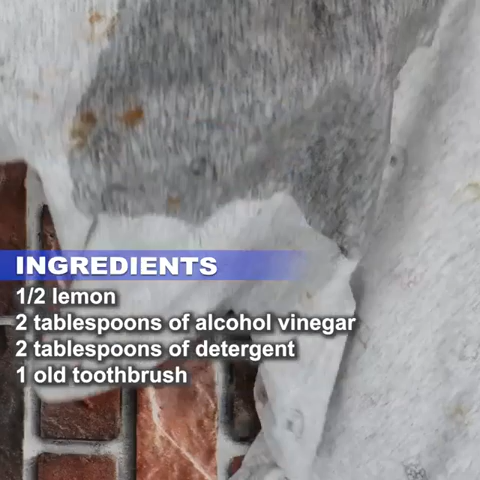 INGREDIENTS
1/2 lemon
2 tablespoons of alcohol vinegar
2 tablespoons of detergent
1 old toothbrush